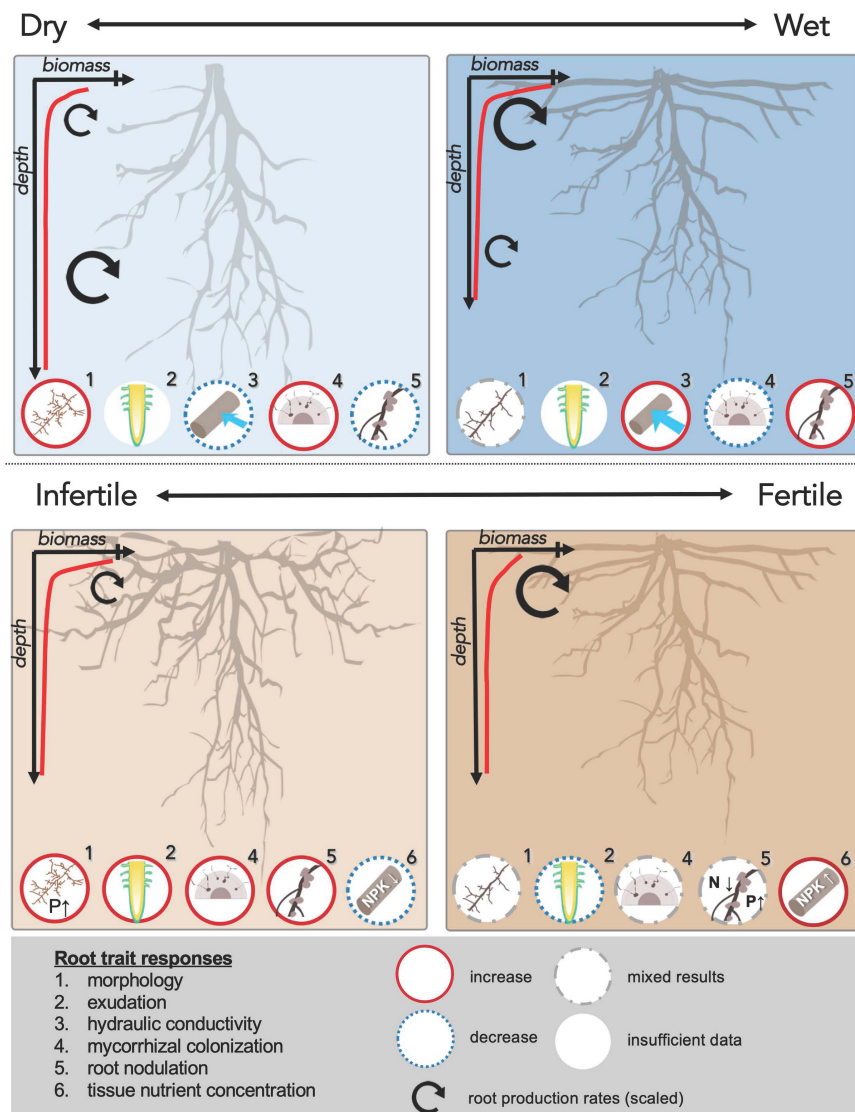 Dry
Wet
biomass
depth
1
2
3
4
5
biomass
depth
1
2
3
4
5
Infertile
Fertile
biomass
depth
1
P↑
2
4
5
6
NPK↓
biomass
depth
1
2
4
5
N↓
P↑
6
NPK↑
Root trait responses
1. morphology
2. exudation
3. hydraulic conductivity
4. mycorrhizal colonization
5. root nodulation
6. tissue nutrient concentration
increase
mixed results
decrease
insufficient data
root production rates (scaled)